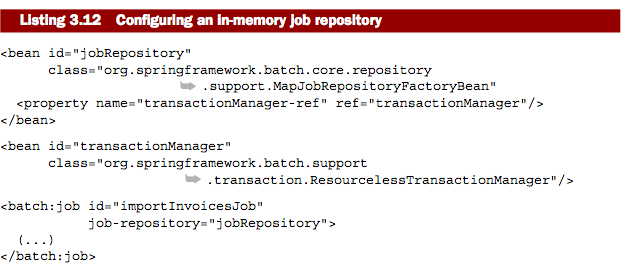 Listing 3.12 Configuring an in-memory job repository
<bean id="jobRepository"
class="org.springframework.batch.core.repository
➥ .support.MapJobRepositoryFactoryBean"
<property name="transactionManager-ref" ref="transactionManager"/>
</bean>
<bean id="transactionManager"
class="org.springframework.batch.support
➥ .transaction.ResourcelessTransactionManager"/>
<batch:job id="importInvoicesJob"
job-repository="jobRepository">
(...)
</batch:job>